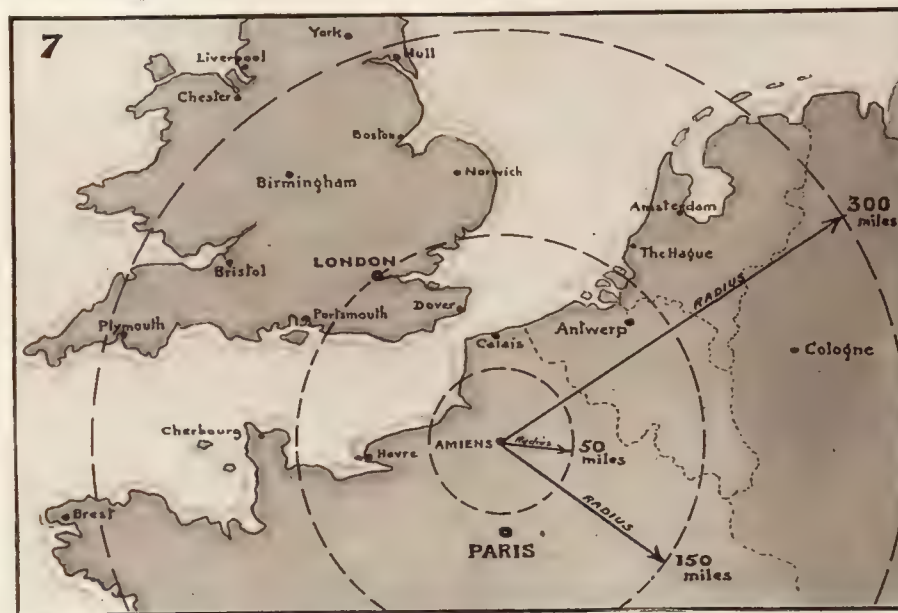 7
York
Hull
Liverpool
Chester
Boston
Norwich
Birmingham
300
miles
Amsterdam
The Hague
Bristol
LONDON
RADIUS
Portsmouth
Dover
Plymouth
Calais
Antwerp
Cologne
Cherbourg
AMIENS
Radius
50
miles
Havre
RADIUS
Brest
PARIS
150
miles